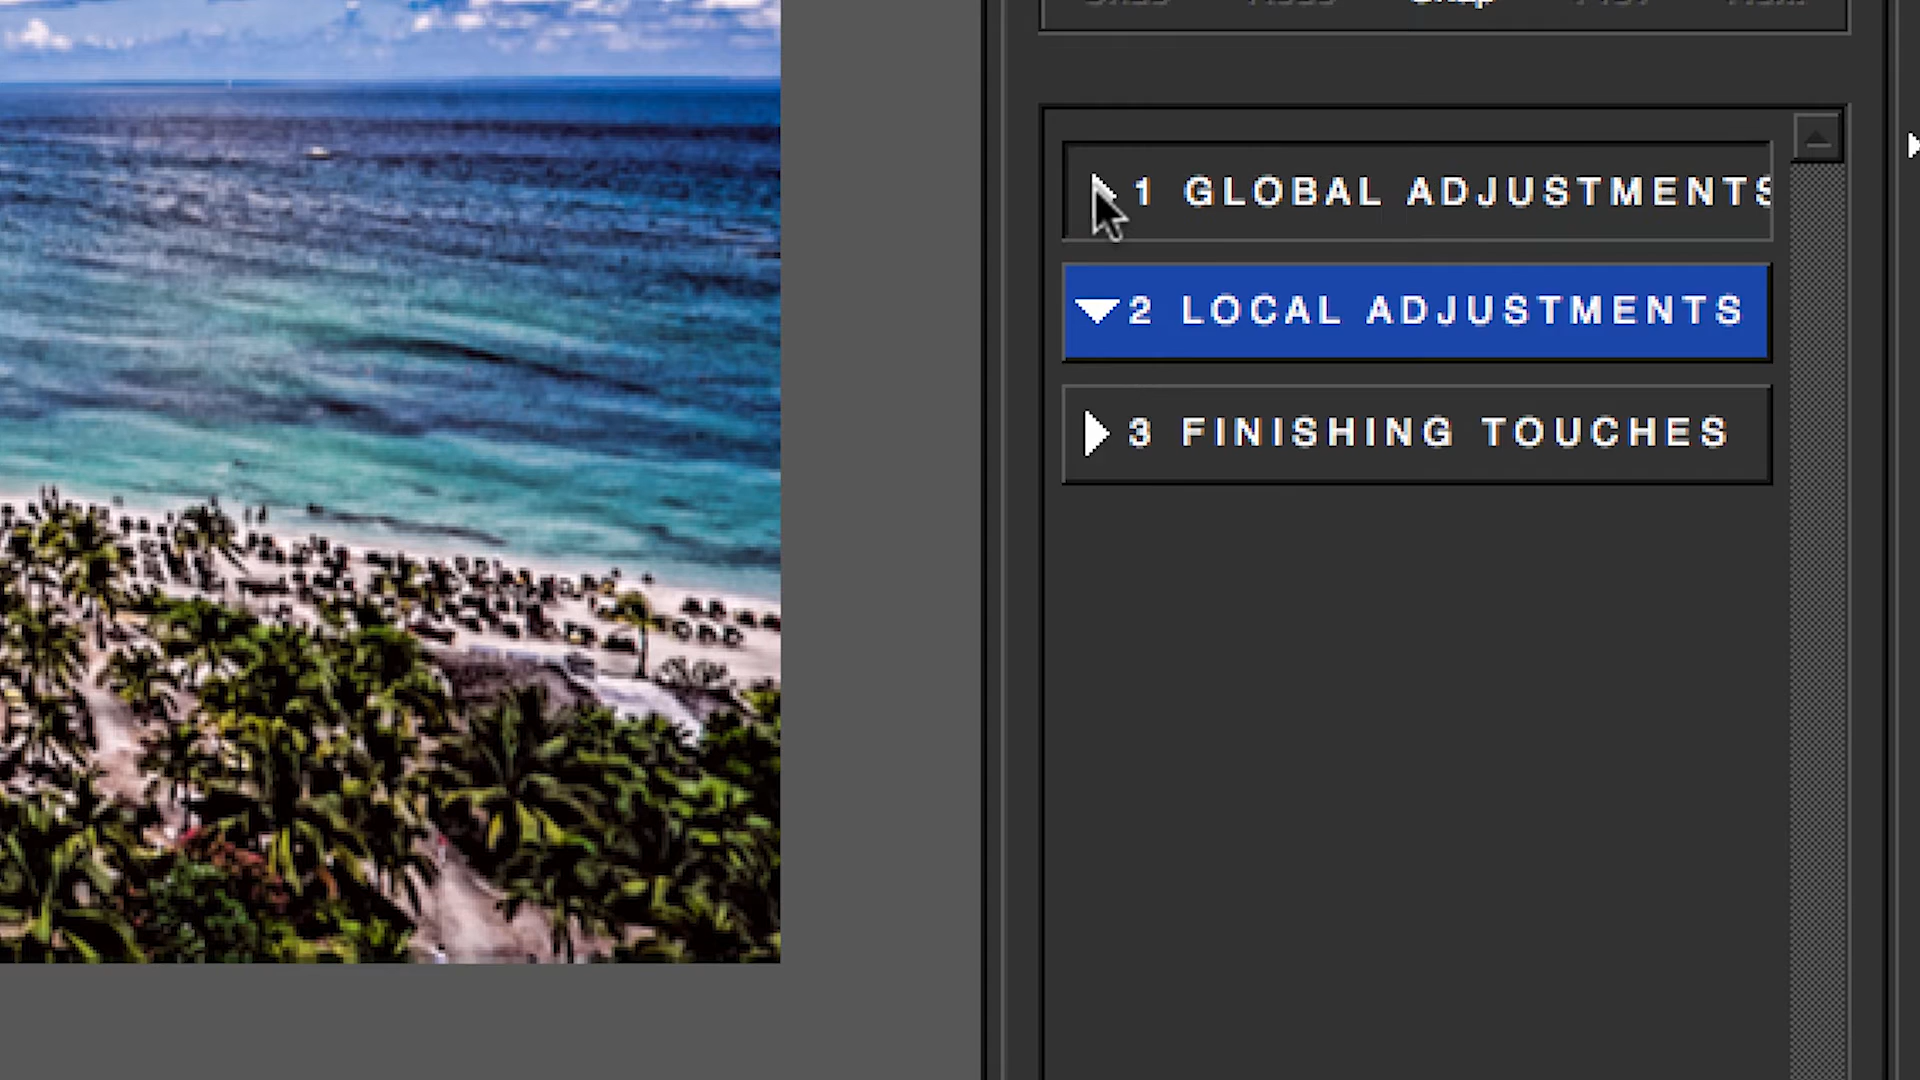 1 GLOBAL ADJUSTMENTS
2 LOCAL ADJUSTMENTS
3 FINISHING TOUCHES